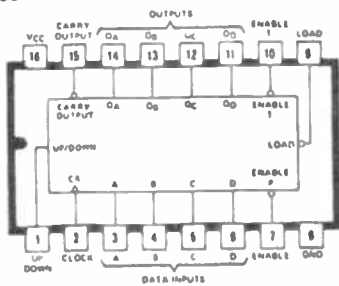 OUTPUTS
VCC CARRY OUTPUT QA QB QC QD ENABLE T LOAD
16 15 14 13 12 11 10 9
CARRY OUTPUT QA QB QC QD ENABLE T
UP/DOWN LOAD
CK A B C D ENABLE P
1 2 3 4 5 6 7 8
UP DOWN CLOCK A B C D ENABLE GND
DATA INPUTS